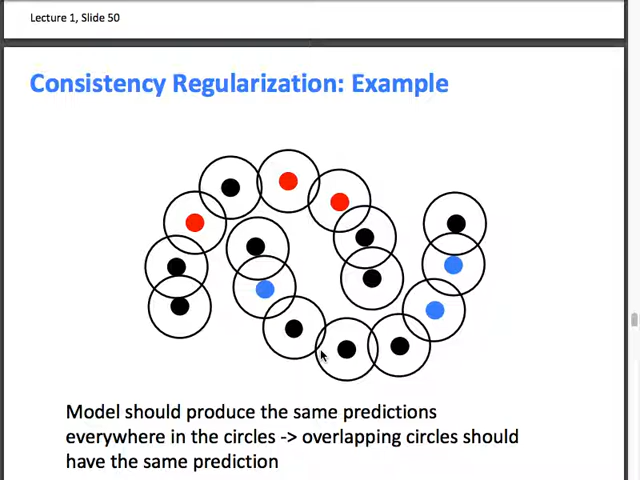 Lecture 1, Slide 50
Consistency Regularization: Example
Model should produce the same predictions
everywhere in the circles -> overlapping circles should
have the same prediction